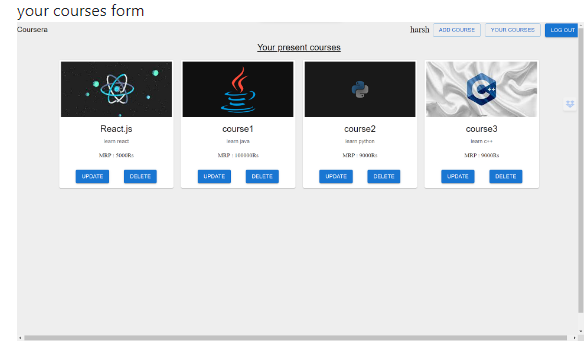 your courses form
Coursera harsh ADD COURSE YOUR COURSES LOG OUT
Your present courses
C++
React.js course1 course2 course3
learn react learn java learn python learn c++
MRP : 5000Rs MRP : 100000Rs MRP : 9000Rs MRP : 9000Rs
UPDATE DELETE UPDATE DELETE UPDATE DELETE UPDATE DELETE